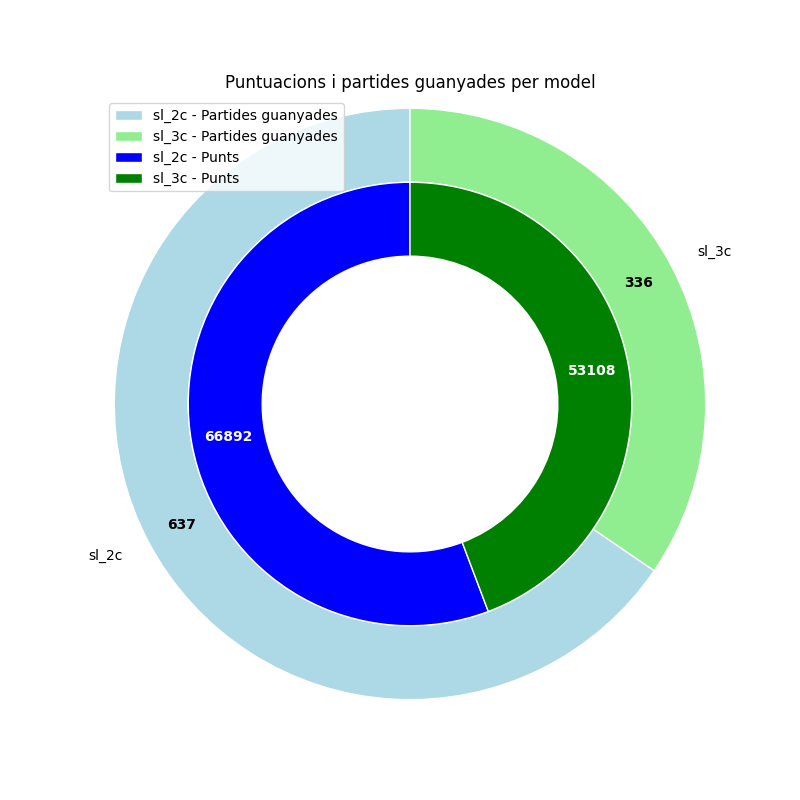 Puntuacions i partides guanyades per model
sl_2c - Partides guanyades
sl_3c - Partides guanyades
sl_2c - Punts
sl_3c - Punts
sl_3c
336
53108
66892
637
sl_2c